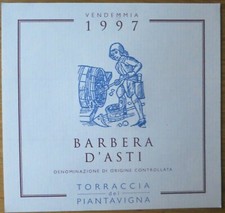 VENDEMMIA
1997
BARBERA
D'ASTI
DENOMINAZIONE DI ORIGINE CONTROLLATA
TORRACCIA
del
PIANTAVIGNA